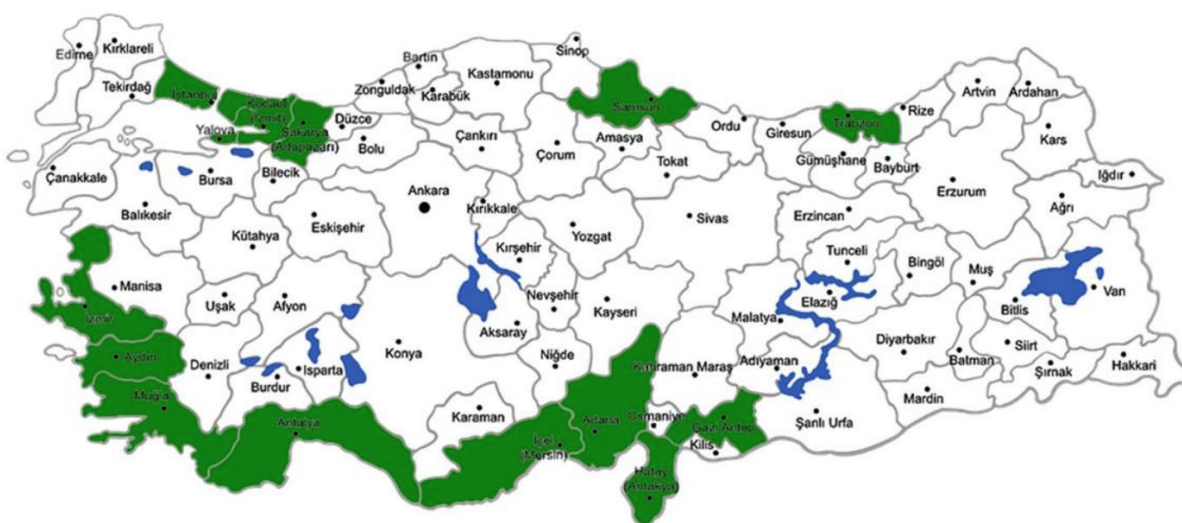 Edirne
Kırklareli
Tekirdağ
İstanbul
Kocaeli
(İzmit)
Yalova
Sakarya
(Adapazarı)
Düzce
Bolu
Zonguldak
Bartın
Karabük
Kastamonu
Sinop
Samsun
Çankırı
Çorum
Amasya
Tokat
Ordu
Giresun
Trabzon
Rize
Artvin
Ardahan
Kars
Gümüşhane
Bayburt
Erzurum
Iğdır
Ağrı
Çanakkale
Bursa
Bilecik
Balıkesir
Kütahya
Eskişehir
Ankara
Kırıkkale
Kırşehir
Yozgat
Sivas
Erzincan
Tunceli
Bingöl
Muş
Bitlis
Van
Manisa
İzmir
Uşak
Afyon
Aksaray
Nevşehir
Kayseri
Malatya
Elazığ
Diyarbakır
Batman
Siirt
Şırnak
Hakkari
Aydın
Denizli
Muğla
Burdur
Isparta
Konya
Niğde
Karaman
Antalya
İçel
(Mersin)
Adana
Kahraman Maraş
Osmaniye
Adıyaman
Gazi Antep
Kilis
Hatay
(Antakya)
Şanlı Urfa
Mardin